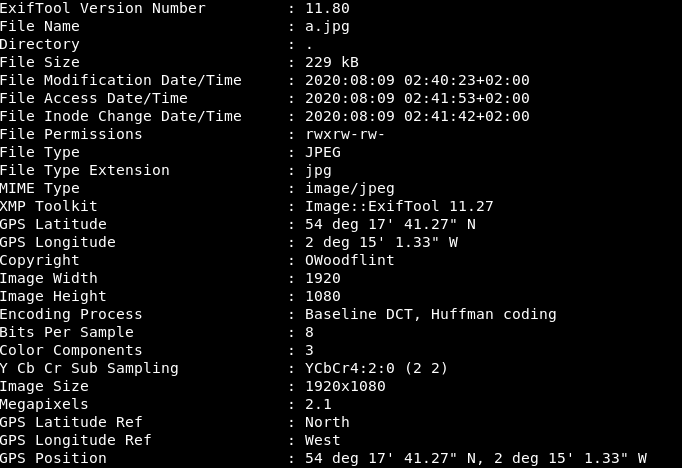 ExifTool Version Number : 11.80
File Name : a.jpg
Directory : .
File Size : 229 kB
File Modification Date/Time : 2020:08:09 02:40:23+02:00
File Access Date/Time : 2020:08:09 02:41:53+02:00
File Inode Change Date/Time : 2020:08:09 02:41:42+02:00
File Permissions : rwxrw-rw-
File Type : JPEG
File Type Extension : jpg
MIME Type : image/jpeg
XMP Toolkit : Image::ExifTool 11.27
GPS Latitude : 54 deg 17' 41.27" N
GPS Longitude : 2 deg 15' 1.33" W
Copyright : OWoodflint
Image Width : 1920
Image Height : 1080
Encoding Process : Baseline DCT, Huffman coding
Bits Per Sample : 8
Color Components : 3
Y Cb Cr Sub Sampling : YCbCr4:2:0 (2 2)
Image Size : 1920x1080
Megapixels : 2.1
GPS Latitude Ref : North
GPS Longitude Ref : West
GPS Position : 54 deg 17' 41.27" N, 2 deg 15' 1.33" W